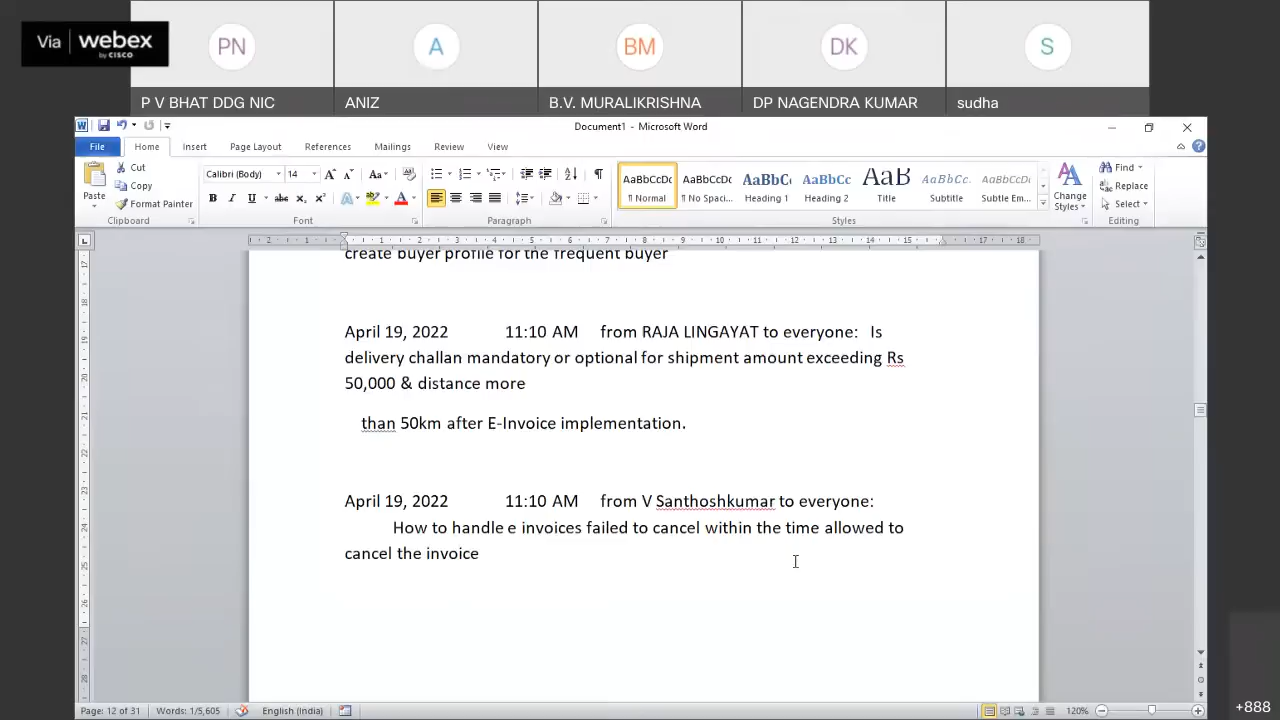 Via webex
by CISCO
PN A BM DK S
P V BHAT DDG NIC ANIZ B.V. MURALIKRISHNA DP NAGENDRA KUMAR sudha
Document1 - Microsoft Word
File Home Insert Page Layout References Mailings Review View
Cut
Copy
Format Painter
Paste
Clipboard
Calibri (Body) 14
Font
Paragraph
AaBbCcDc AaBbCcDc AaBbC AaBbCc AaB AaBbCc. AaBbCcDc
¶ Normal ¶ No Spaci... Heading 1 Heading 2 Title Subtitle Subtle Em...
Styles
Change
Styles
Find
Replace
Select
Editing
create buyer profile for the frequent buyer
April 19, 2022 11:10 AM from RAJA LINGAYAT to everyone: Is
delivery challan mandatory or optional for shipment amount exceeding Rs
50,000 & distance more
than 50km after E-Invoice implementation.
April 19, 2022 11:10 AM from V Santhoshkumar to everyone:
How to handle e invoices failed to cancel within the time allowed to
cancel the invoice
Page: 12 of 31 Words: 1/5,605 English (India) 120%
+888